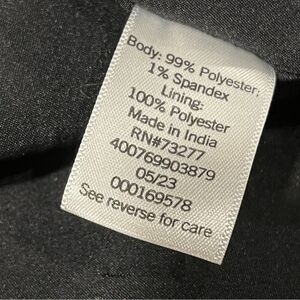 Body: 99% Polyester;
1% Spandex
Lining:
100% Polyester
Made in India
RN#73277
400769903879
05/23
000169578
See reverse for care